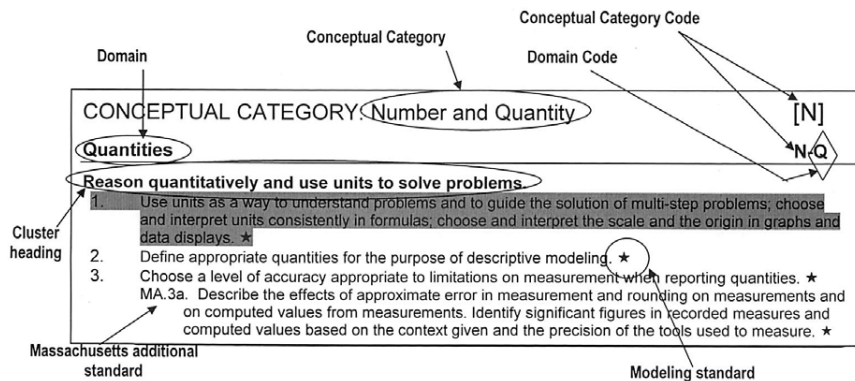 Conceptual Category Code
Conceptual Category
Domain
Domain Code
CONCEPTUAL CATEGORY: Number and Quantity [N]
Quantities N-Q
Reason quantitatively and use units to solve problems.
1. Use units as a way to understand problems and to guide the solution of multi-step problems; choose
and interpret units consistently in formulas; choose and interpret the scale and the origin in graphs and
data displays. ★
Cluster
heading
2. Define appropriate quantities for the purpose of descriptive modeling. ★
3. Choose a level of accuracy appropriate to limitations on measurement when reporting quantities. ★
MA.3a. Describe the effects of approximate error in measurement and rounding on measurements and
on computed values from measurements. Identify significant figures in recorded measures and
computed values based on the context given and the precision of the tools used to measure. ★
Massachusetts additional
standard
Modeling standard